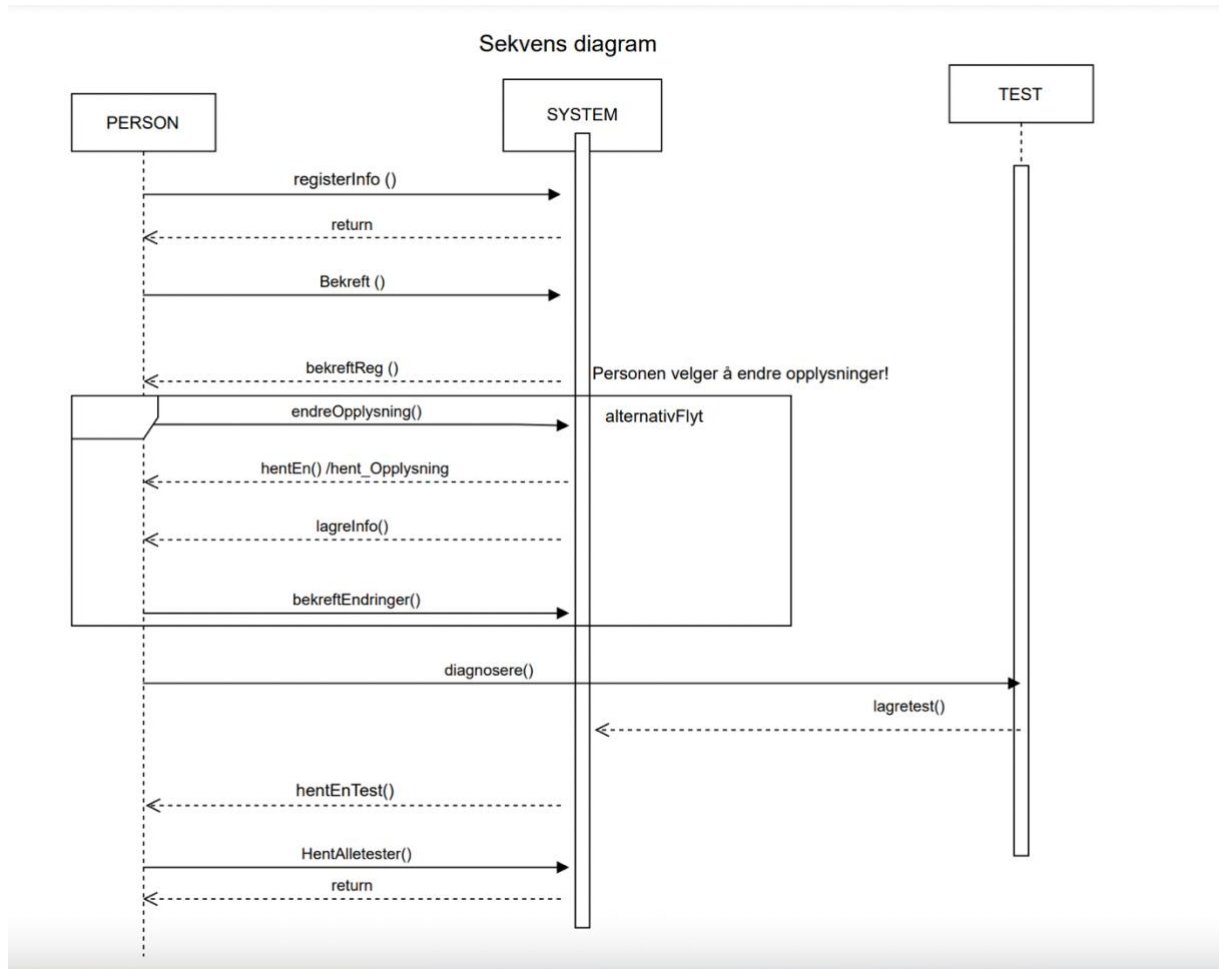 Sekvens diagram
PERSON
SYSTEM
TEST
registerInfo ()
return
Bekreft ()
bekreftReg ()
Personen velger å endre opplysninger!
endreOpplysning()
alternativFlyt
hentEn() /hent_Opplysning
lagreInfo()
bekreftEndringer()
diagnosere()
lagretest()
hentEnTest()
HentAlletester()
return